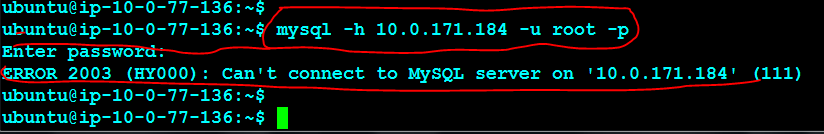 ubuntu@ip-10-0-77-136:~$
ubuntu@ip-10-0-77-136:~$ mysql -h 10.0.171.184 -u root -p
Enter password:
ERROR 2003 (HY000): Can't connect to MySQL server on '10.0.171.184' (111)
ubuntu@ip-10-0-77-136:~$
ubuntu@ip-10-0-77-136:~$